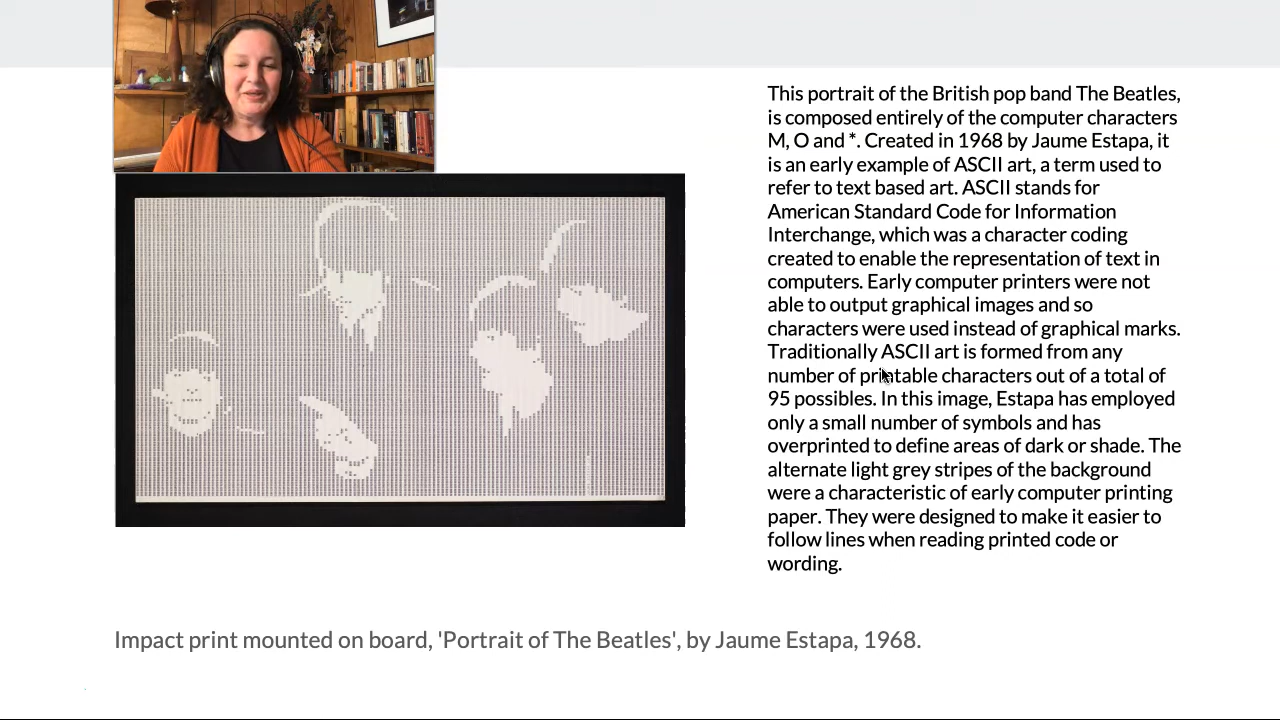 This portrait of the British pop band The Beatles,
is composed entirely of the computer characters
M, O and *. Created in 1968 by Jaume Estapa, it
is an early example of ASCII art, a term used to
refer to text based art. ASCII stands for
American Standard Code for Information
Interchange, which was a character coding
created to enable the representation of text in
computers. Early computer printers were not
able to output graphical images and so
characters were used instead of graphical marks.
Traditionally ASCII art is formed from any
number of printable characters out of a total of
95 possibles. In this image, Estapa has employed
only a small number of symbols and has
overprinted to define areas of dark or shade. The
alternate light grey stripes of the background
were a characteristic of early computer printing
paper. They were designed to make it easier to
follow lines when reading printed code or
wording.
Impact print mounted on board, 'Portrait of The Beatles', by Jaume Estapa, 1968.